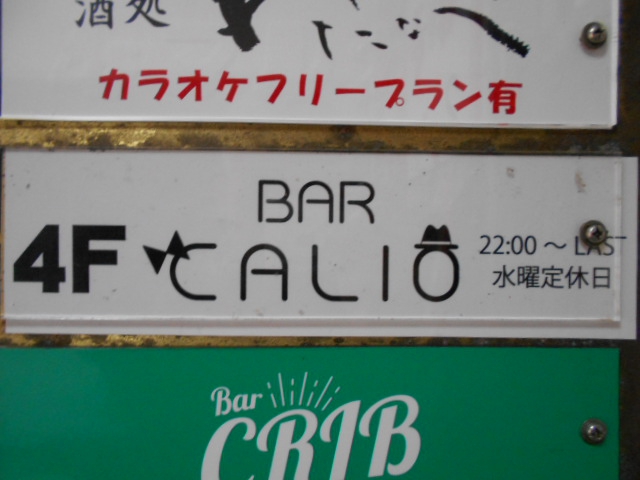 酒処
カラオケフリープラン有
4F
BAR
CALIO
22:00 ~ LAST
水曜定休日
Bar
CRIB